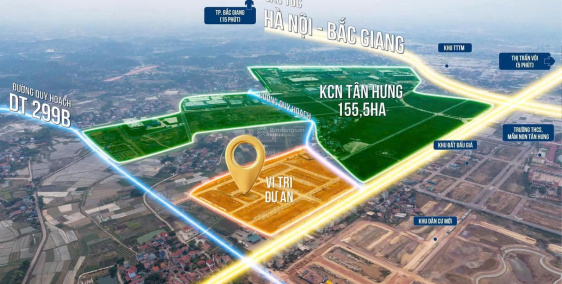 TP. BẮC GIANG
(15 PHÚT)
HÀ NỘI - BẮC GIANG
KHU TTTM
THỊ TRẤN VÔI
(5 PHÚT)
KCN TÂN HƯNG
155,5HA
ĐƯỜNG QUY HOẠCH
ĐT 299B
ĐƯỜNG QUY HOẠCH
TRƯỜNG THCS,
MẦM NON TÂN HƯNG
KHU ĐẤT ĐẤU GIÁ
VỊ TRÍ
DỰ ÁN
KHU DÂN CƯ MỚI